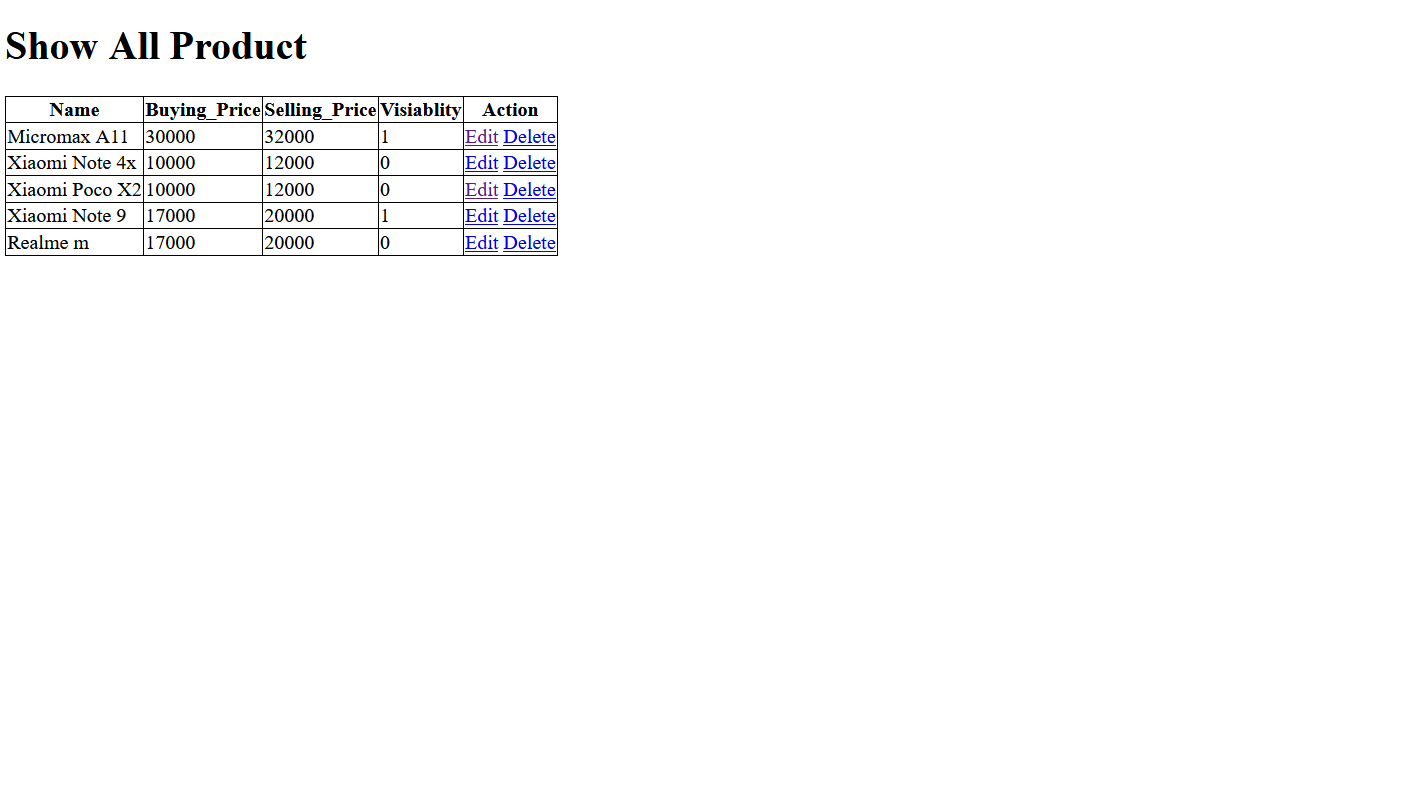 Show All Product
Name Buying_Price Selling_Price Visiablity Action
Micromax A11 30000 32000 1 Edit Delete
Xiaomi Note 4x 10000 12000 0 Edit Delete
Xiaomi Poco X2 10000 12000 0 Edit Delete
Xiaomi Note 9 17000 20000 1 Edit Delete
Realme m 17000 20000 0 Edit Delete